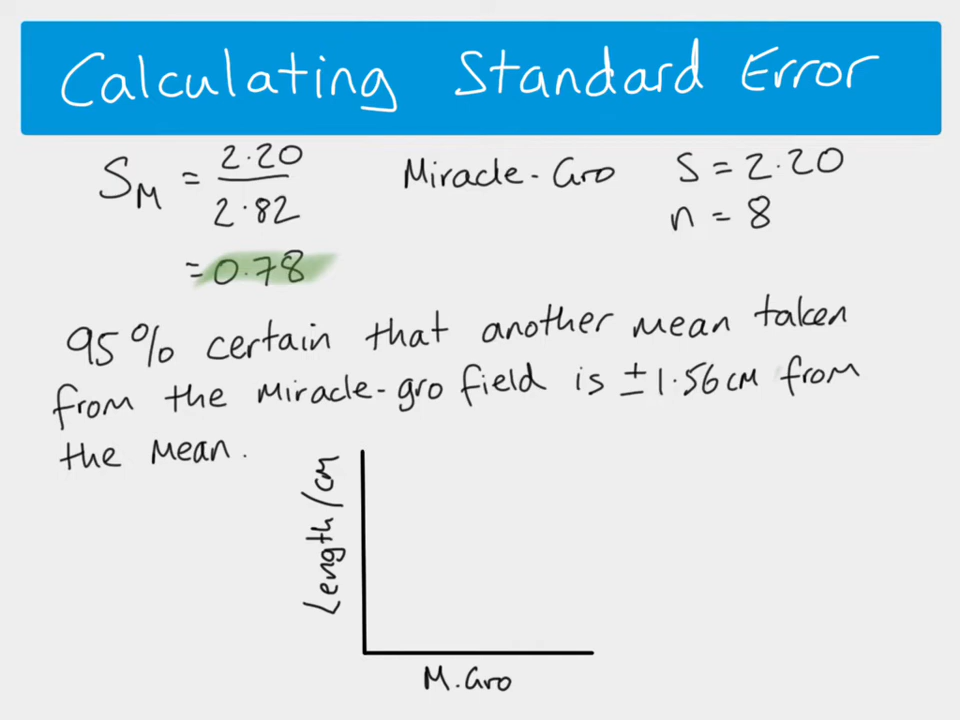 Calculating Standard Error
SM = 2.20 / 2.82
Miracle-Gro
S = 2.20
n = 8
= 0.78
95% certain that another mean taken
from the Miracle-gro field is ±1.56cm from
the Mean.
Length/cm
M.Gro